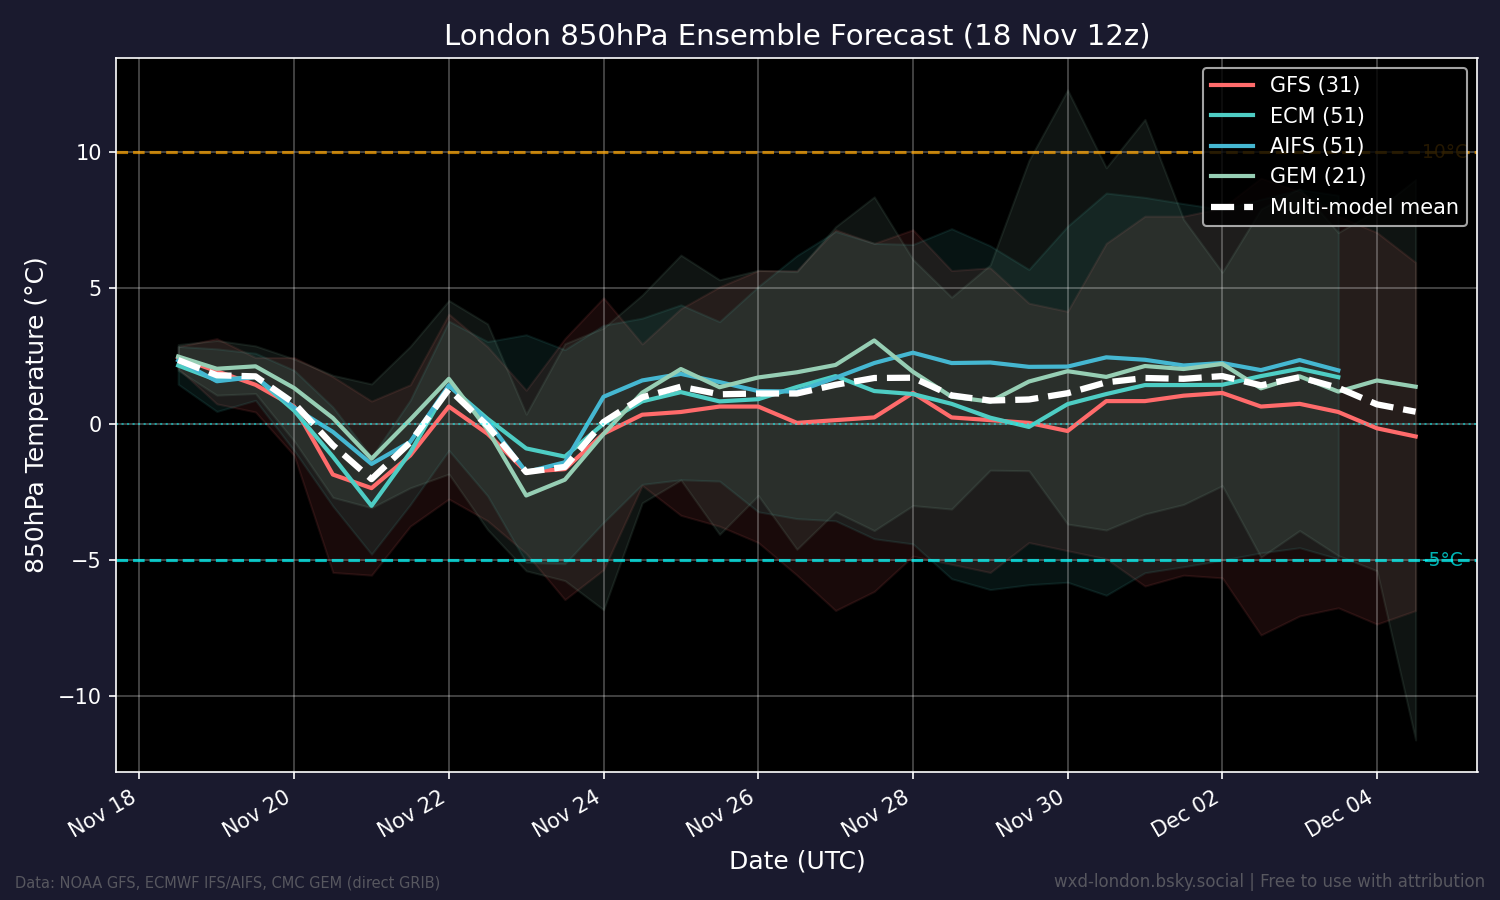 London 850hPa Ensemble Forecast (18 Nov 12z)
GFS (31)
ECM (51)
AIFS (51)
GEM (21)
Multi-model mean
10°C
-5°C
850hPa Temperature (°C)
10
5
0
−5
−10
Nov 18
Nov 20
Nov 22
Nov 24
Nov 26
Nov 28
Nov 30
Dec 02
Dec 04
Date (UTC)
Data: NOAA GFS, ECMWF IFS/AIFS, CMC GEM (direct GRIB)
wxd-london.bsky.social | Free to use with attribution